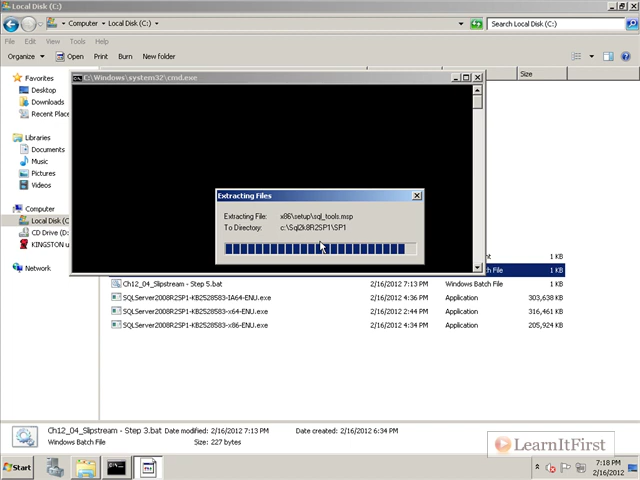 Local Disk (C:)
Computer Local Disk (C:)
Search Local Disk (C:)
File Edit View Tools Help
Organize Open Print Burn New folder
Favorites
Desktop
Downloads
Recent Place
Libraries
Documents
Music
Pictures
Videos
Computer
Local Disk (C
CD Drive (D:
KINGSTON u
Network
C:\Windows\system32\cmd.exe
Size
Extracting Files
Extracting File: x86\setup\sql_tools.msp
To Directory: c:\Sql2k8R2SP1\SP1
ent 1 KB
ch File 1 KB
Ch12_04_Slipstream - Step 5.bat 2/16/2012 7:13 PM Windows Batch File 1 KB
SQLServer2008R2SP1-KB2528583-IA64-ENU.exe 2/16/2012 4:36 PM Application 303,638 KB
SQLServer2008R2SP1-KB2528583-x64-ENU.exe 2/16/2012 2:44 PM Application 316,461 KB
SQLServer2008R2SP1-KB2528583-x86-ENU.exe 2/16/2012 4:34 PM Application 205,924 KB
Ch12_04_Slipstream - Step 3.bat Date modified: 2/16/2012 7:13 PM Date created: 2/16/2012 6:34 PM
Windows Batch File Size: 227 bytes
LearnItFirst
Start
7:18 PM
2/16/2012